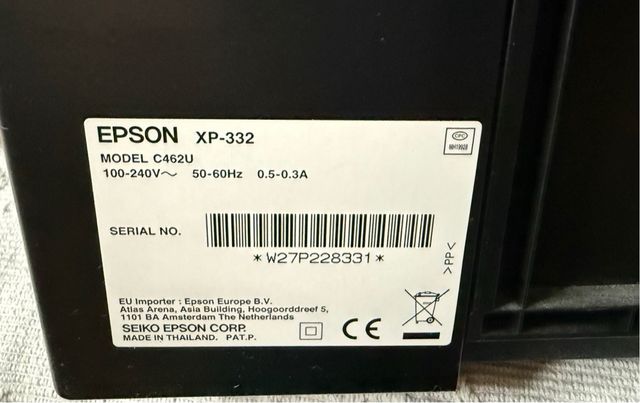 EPSON XP-332
MODEL C462U
100-240V～ 50-60Hz 0.5-0.3A
SERIAL NO.
*W27P228331*
>PP<
EU Importer : Epson Europe B.V.
Atlas Arena, Asia Building, Hoogoorddreef 5,
1101 BA Amsterdam The Netherlands
SEIKO EPSON CORP.
MADE IN THAILAND. PAT.P.
CE